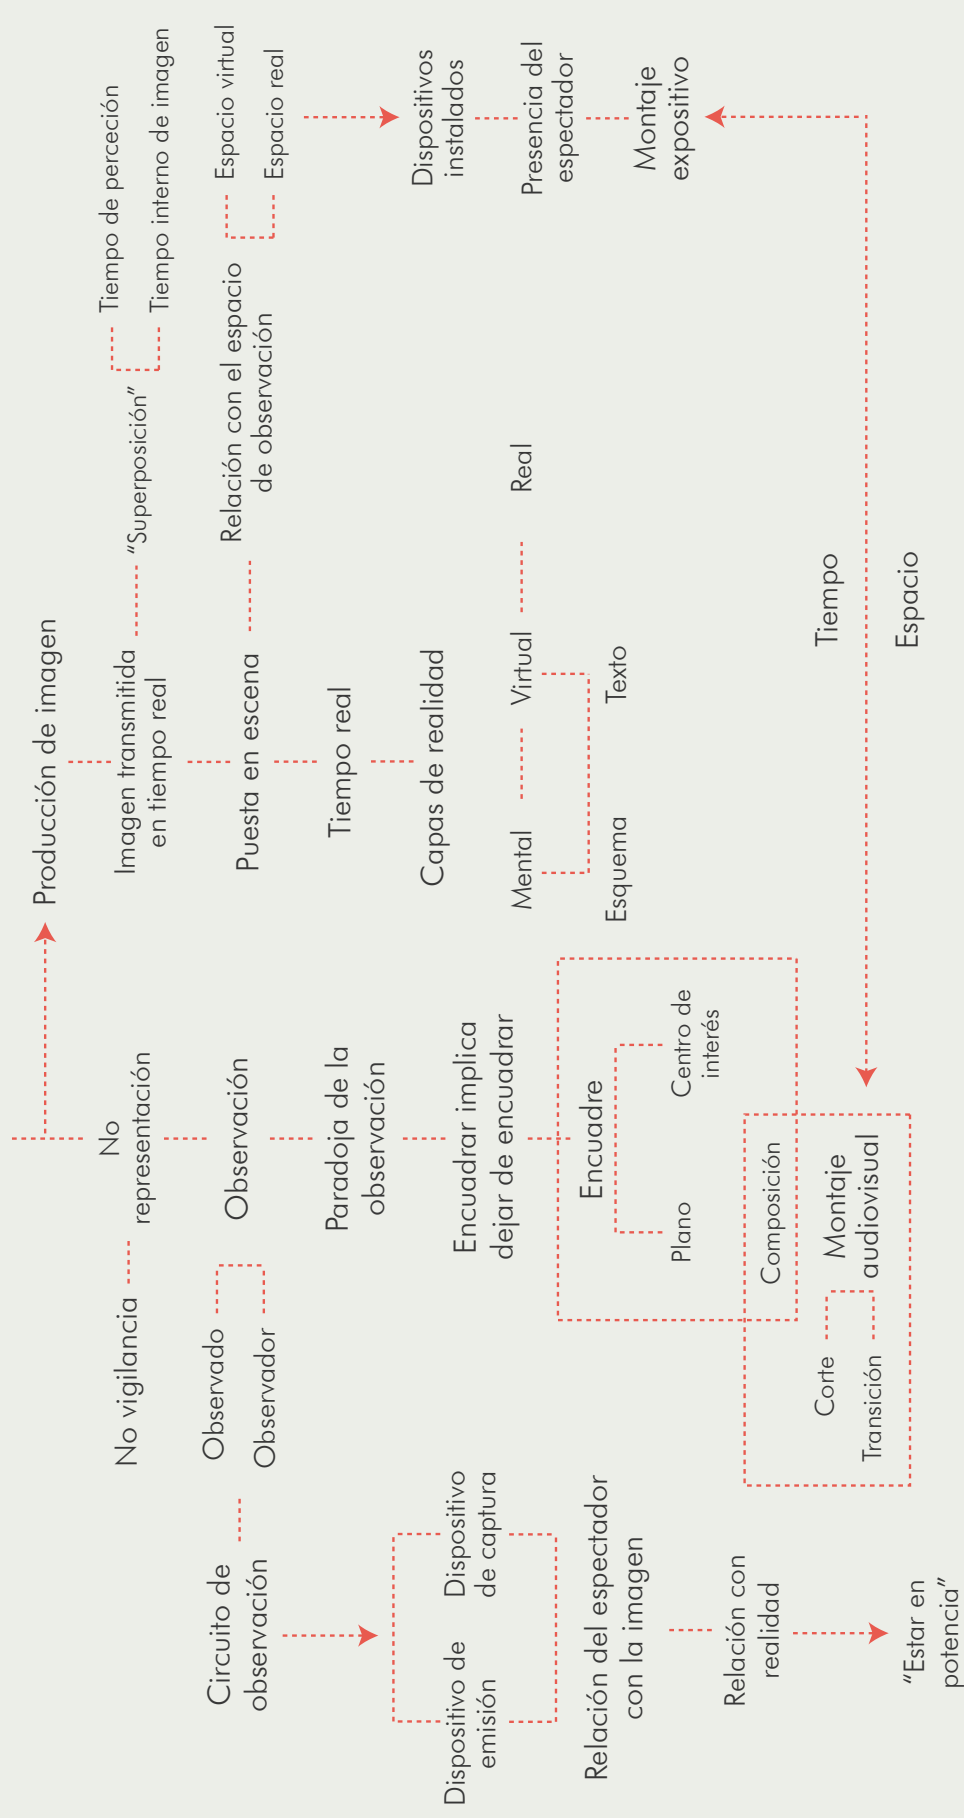 No
representación
No vigilancia
Observación
Observado
Observador
Circuito de
observación
Dispositivo de
emisión
Dispositivo
de captura
Relación del espectador
con la imagen
Relación con
realidad
“Estar en
potencia”
Paradoja de la
observación
Encuadrar implica
dejar de encuadrar
Encuadre
Plano
Centro de
interés
Composición
Montaje
audiovisual
Corte
Transición
Producción de imagen
Imagen transmitida
en tiempo real
“Superposición”
Tiempo de perceción
Tiempo interno de imagen
Puesta en escena
Relación con el espacio
de observación
Espacio virtual
Espacio real
Tiempo real
Capas de realidad
Mental
Virtual
Real
Esquema
Texto
Dispositivos
instalados
Presencia del
espectador
Montaje
expositivo
Tiempo
Espacio